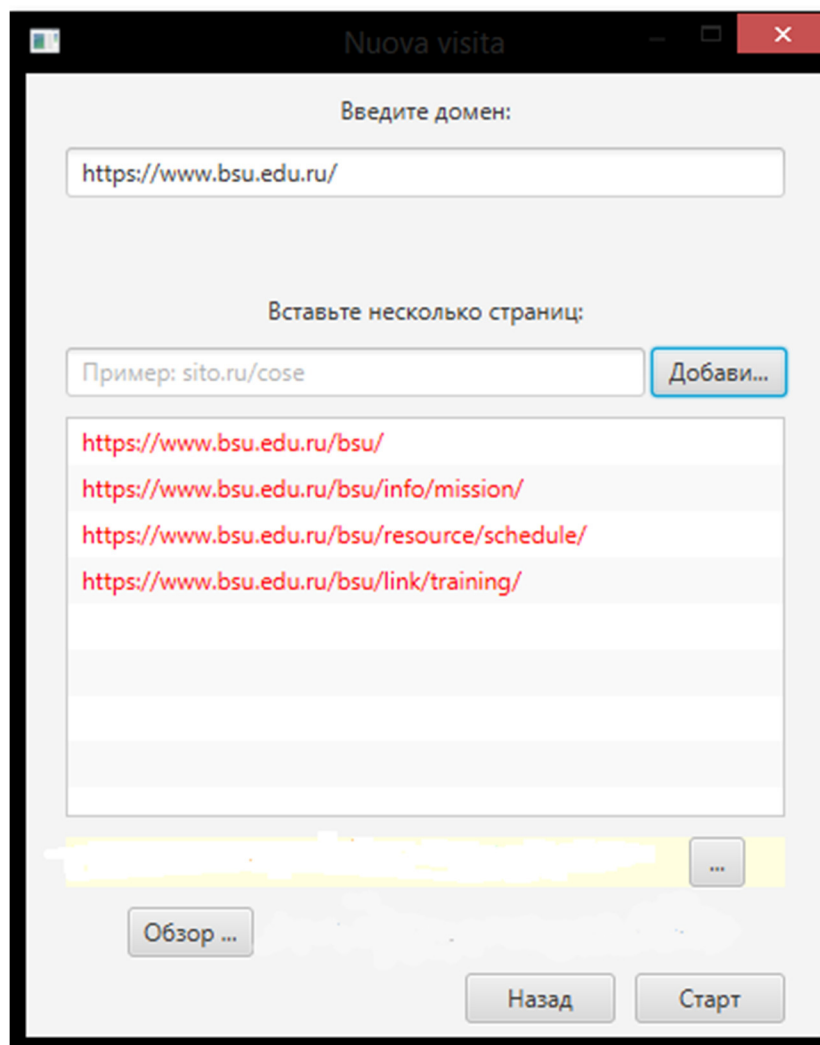 Nuova visita
Введите домен:
https://www.bsu.edu.ru/
Вставьте несколько страниц:
Пример: sito.ru/cose
Добави...
https://www.bsu.edu.ru/bsu/
https://www.bsu.edu.ru/bsu/info/mission/
https://www.bsu.edu.ru/bsu/resource/schedule/
https://www.bsu.edu.ru/bsu/link/training/
...
Обзор ...
Назад
Старт